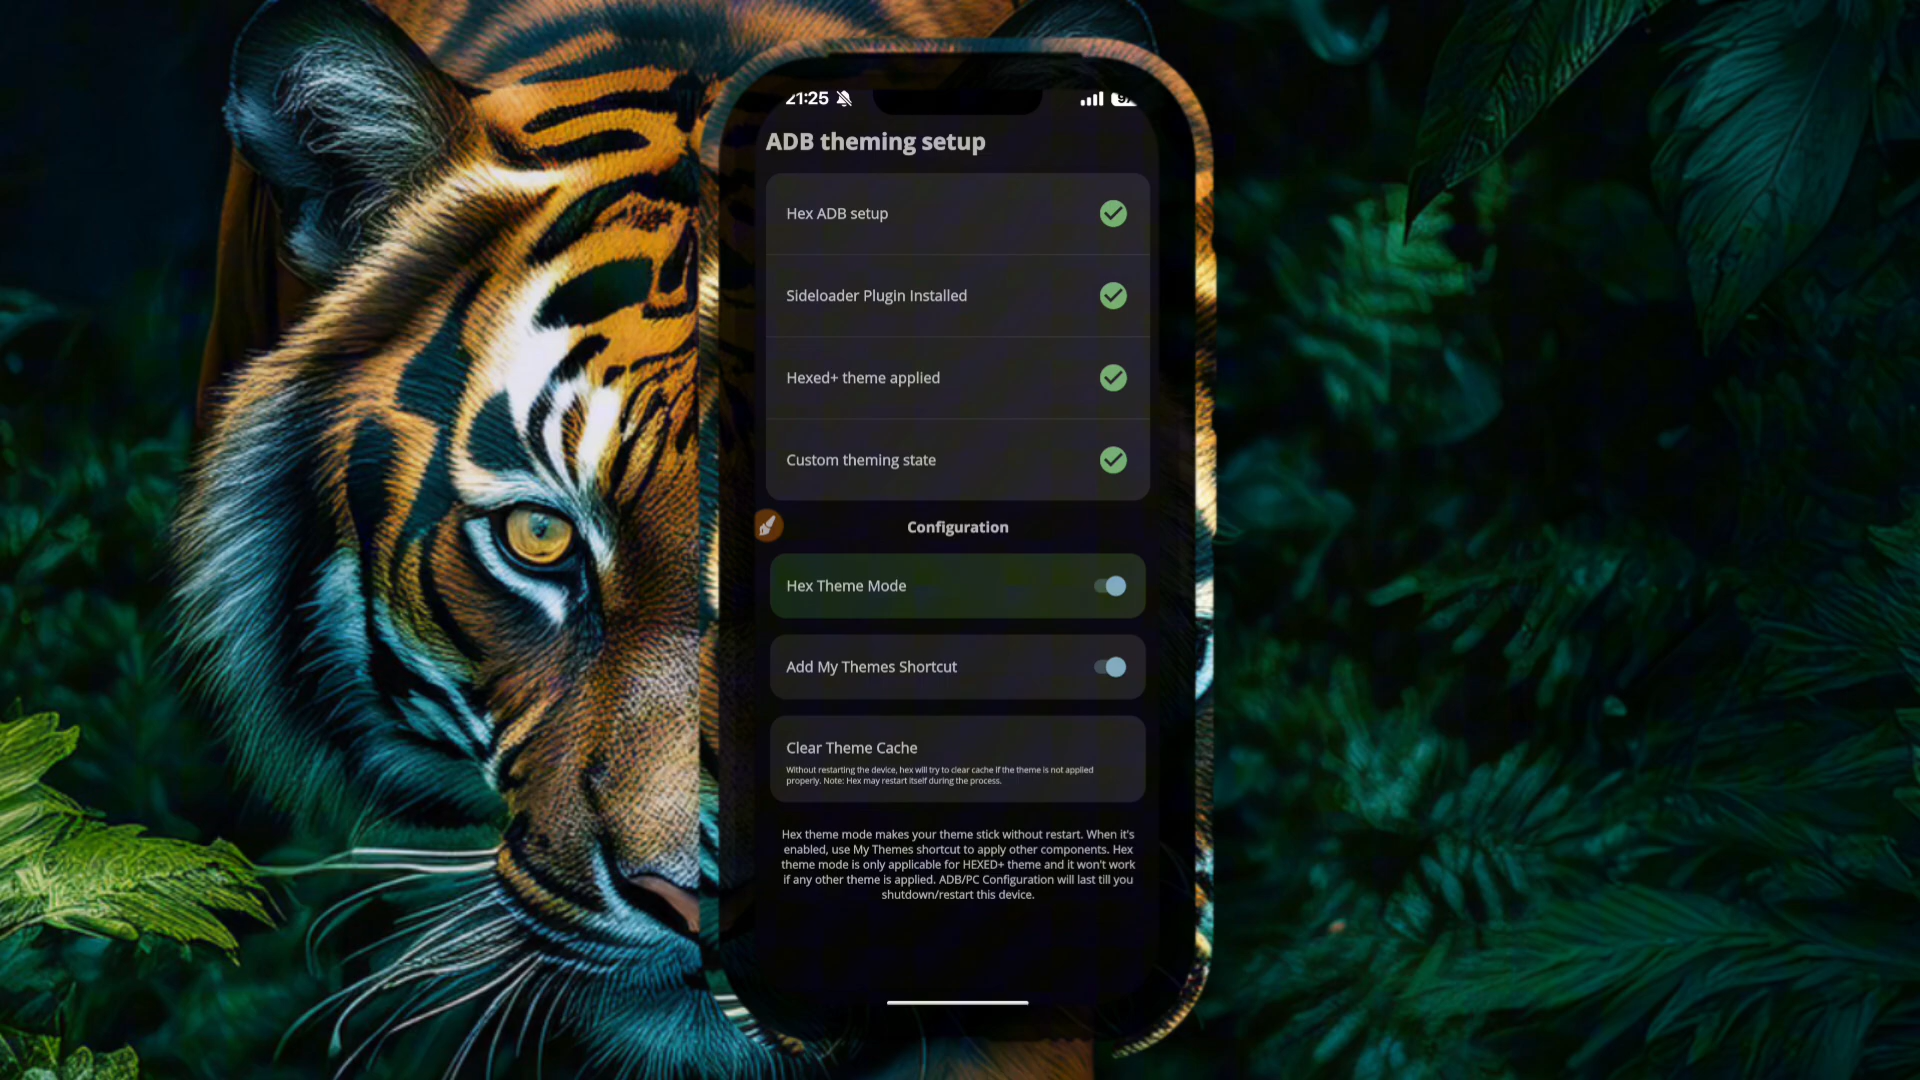 21:25
ADB theming setup
Hex ADB setup
Sideloader Plugin Installed
Hexed+ theme applied
Custom theming state
Configuration
Hex Theme Mode
Add My Themes Shortcut
Clear Theme Cache
Without restarting the device, hex will try to clear cache if the theme is not applied
properly. Note: Hex may restart itself during the process.
Hex theme mode makes your theme stick without restart. When it's
enabled, use My Themes shortcut to apply other components. Hex
theme mode is only applicable for HEXED+ theme and it won't work
if any other theme is applied. ADB/PC Configuration will last till you
shutdown/restart this device.